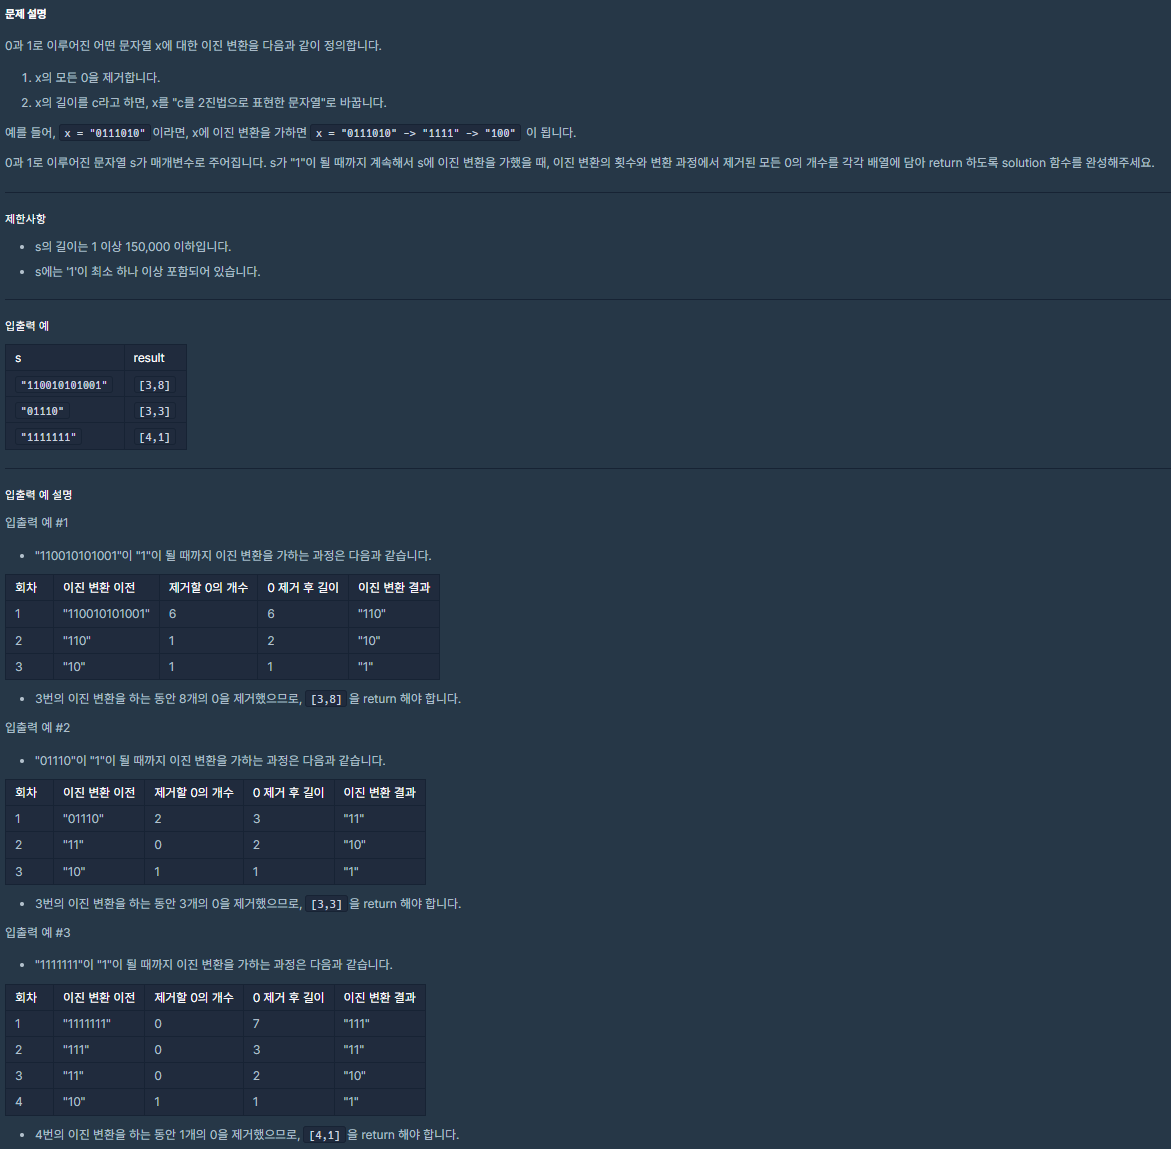 문제 설명
0과 1로 이루어진 어떤 문자열 x에 대한 이진 변환을 다음과 같이 정의합니다.
1. x의 모든 0을 제거합니다.
2. x의 길이를 c라고 하면, x를 "c를 2진법으로 표현한 문자열"로 바꿉니다.
예를 들어, x = "0111010" 이라면, x에 이진 변환을 가하면 x = "0111010" -> "1111" -> "100" 이 됩니다.
0과 1로 이루어진 문자열 s가 매개변수로 주어집니다. s가 "1"이 될 때까지 계속해서 s에 이진 변환을 가했을 때, 이진 변환의 횟수와 변환 과정에서 제거된 모든 0의 개수를 각각 배열에 담아 return 하도록 solution 함수를 완성해주세요.
제한사항
• s의 길이는 1 이상 150,000 이하입니다.
• s에는 '1'이 최소 하나 이상 포함되어 있습니다.
입출력 예
s result
"110010101001" [3,8]
"01110" [3,3]
"1111111" [4,1]
입출력 예 설명
입출력 예 #1
• "110010101001"이 "1"이 될 때까지 이진 변환을 가하는 과정은 다음과 같습니다.
회차 이진 변환 이전 제거할 0의 개수 0 제거 후 길이 이진 변환 결과
1 "110010101001" 6 6 "110"
2 "110" 1 2 "10"
3 "10" 1 1 "1"
• 3번의 이진 변환을 하는 동안 8개의 0을 제거했으므로, [3,8] 을 return 해야 합니다.
입출력 예 #2
• "01110"이 "1"이 될 때까지 이진 변환을 가하는 과정은 다음과 같습니다.
회차 이진 변환 이전 제거할 0의 개수 0 제거 후 길이 이진 변환 결과
1 "01110" 2 3 "11"
2 "11" 0 2 "10"
3 "10" 1 1 "1"
• 3번의 이진 변환을 하는 동안 3개의 0을 제거했으므로, [3,3] 을 return 해야 합니다.
입출력 예 #3
• "1111111"이 "1"이 될 때까지 이진 변환을 가하는 과정은 다음과 같습니다.
회차 이진 변환 이전 제거할 0의 개수 0 제거 후 길이 이진 변환 결과
1 "1111111" 0 7 "111"
2 "111" 0 3 "11"
3 "11" 0 2 "10"
4 "10" 1 1 "1"
• 4번의 이진 변환을 하는 동안 1개의 0을 제거했으므로, [4,1] 을 return 해야 합니다.